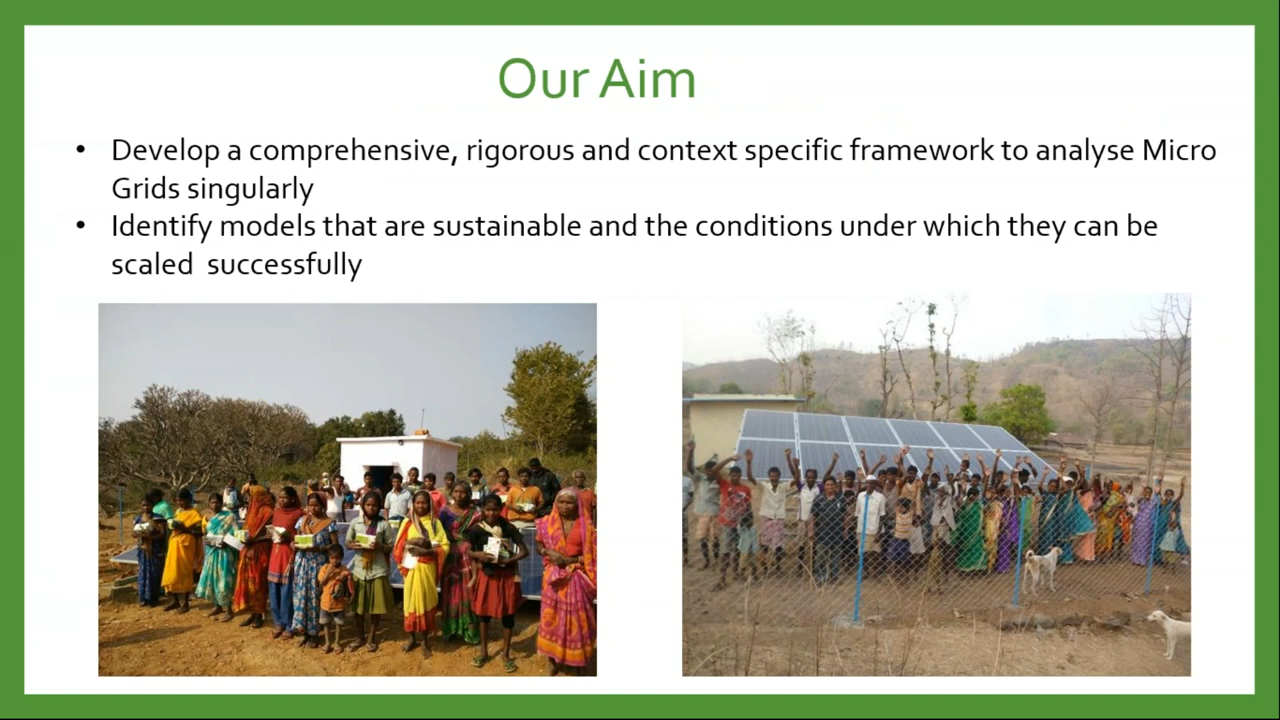 Our Aim
• Develop a comprehensive, rigorous and context specific framework to analyse Micro
Grids singularly
• Identify models that are sustainable and the conditions under which they can be
scaled  successfully